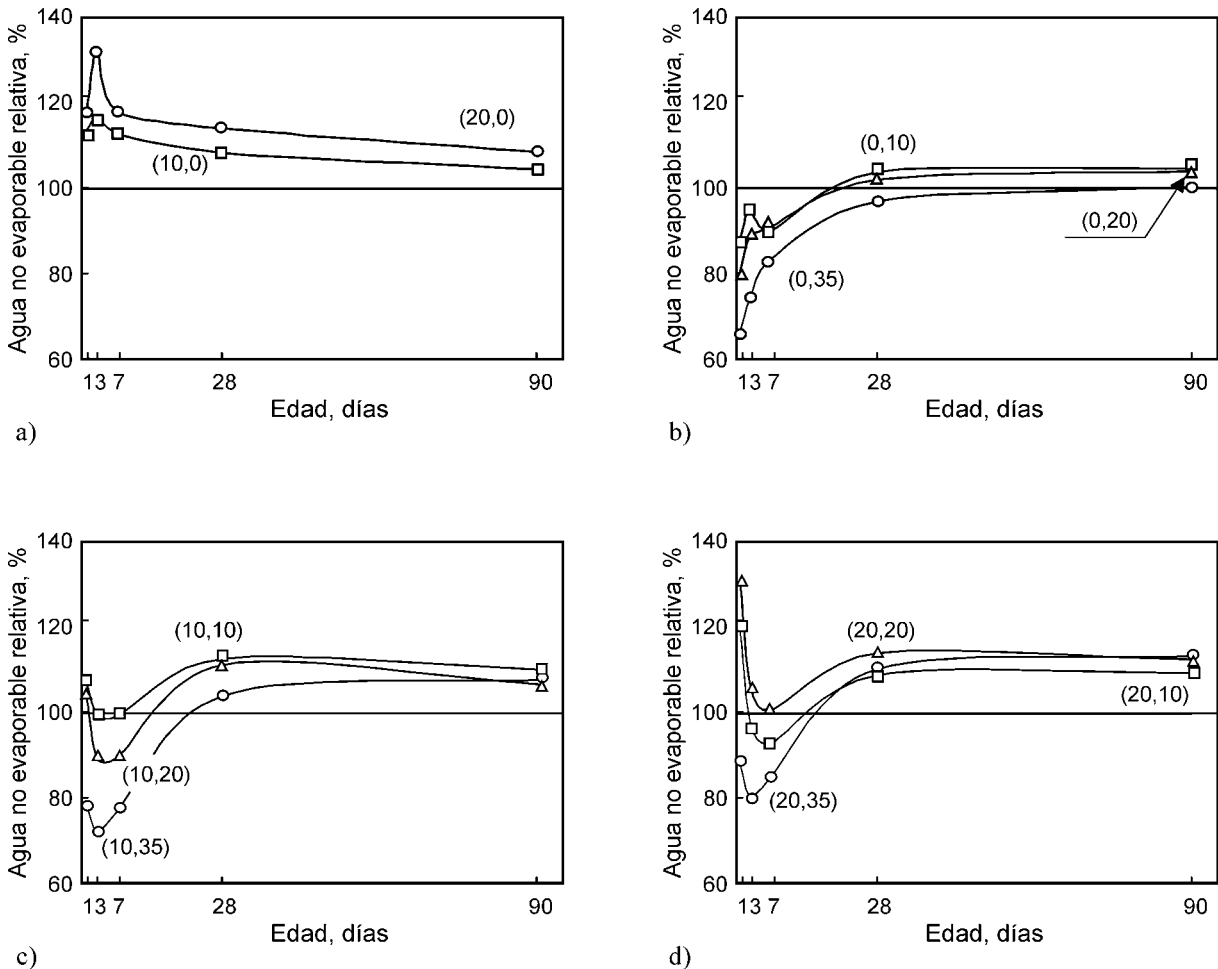 Agua no evaporable relativa, %
140
120
100
80
60
(20,0)
(10,0)
13 7 28 90
Edad, días
a)
Agua no evaporable relativa, %
140
120
100
80
60
(0,10)
(0,20)
(0,35)
13 7 28 90
Edad, días
b)
Agua no evaporable relativa, %
140
120
100
80
60
(10,10)
(10,20)
(10,35)
13 7 28 90
Edad, días
c)
Agua no evaporable relativa, %
140
120
100
80
60
(20,20)
(20,10)
(20,35)
13 7 28 90
Edad, días
d)